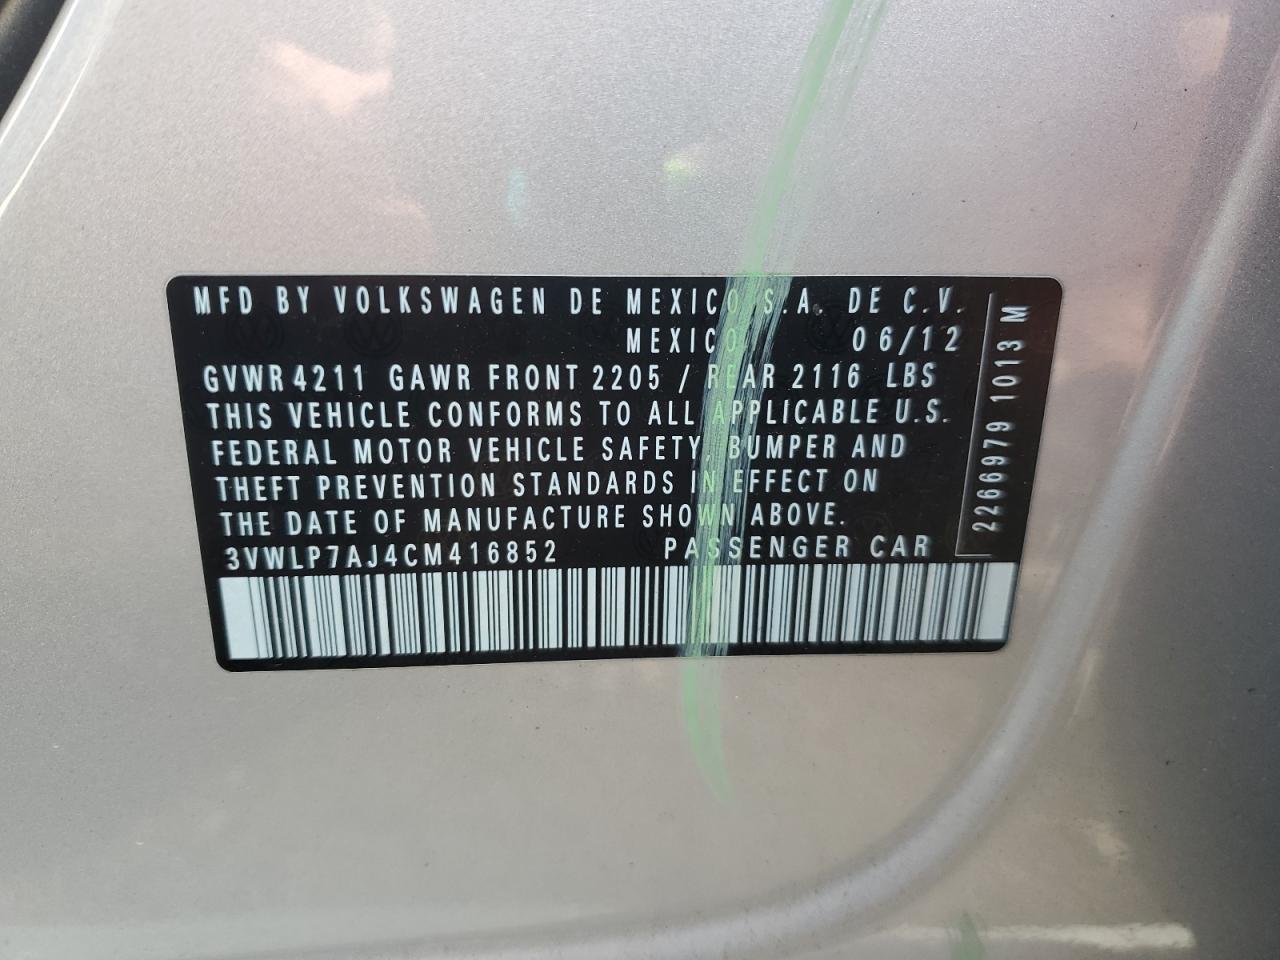 MFD BY VOLKSWAGEN DE MEXICO S.A. DE C.V.
MEXICO 06/12
GVWR 4211 GAWR FRONT 2205 / REAR 2116 LBS
THIS VEHICLE CONFORMS TO ALL APPLICABLE U.S.
FEDERAL MOTOR VEHICLE SAFETY, BUMPER AND
THEFT PREVENTION STANDARDS IN EFFECT ON
THE DATE OF MANUFACTURE SHOWN ABOVE.
3VWLP7AJ4CM416852 PASSENGER CAR
2266979 1013 M